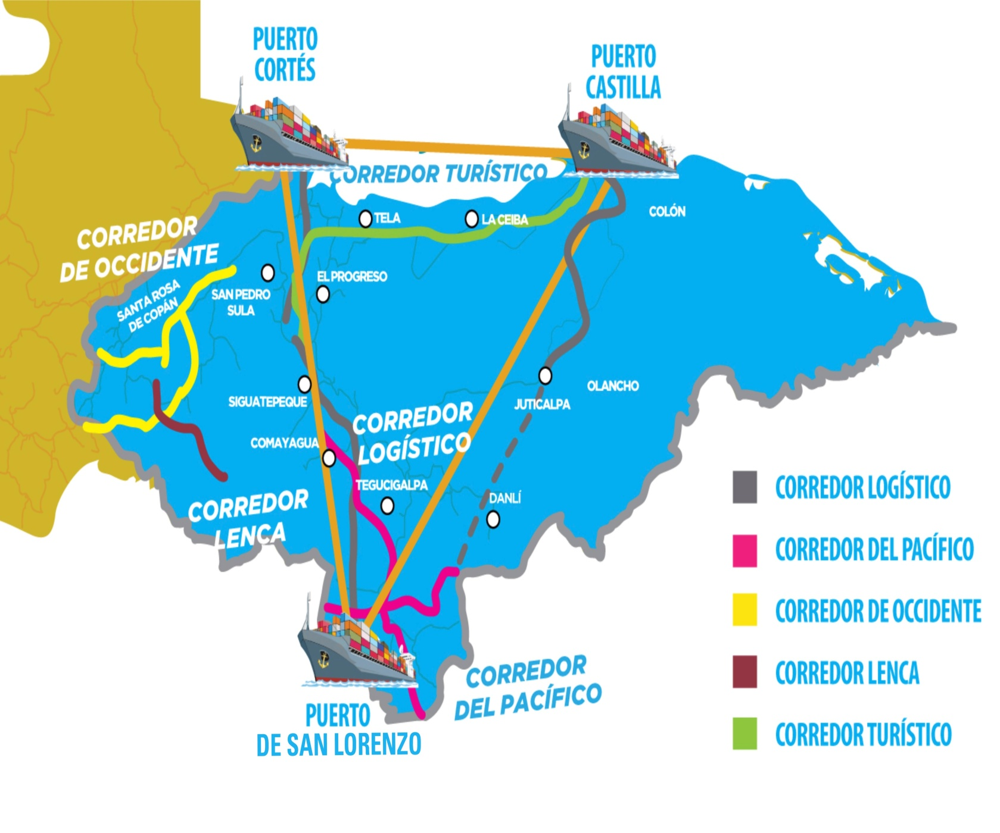 PUERTO
CORTÉS
PUERTO
CASTILLA
CORREDOR TURÍSTICO
TELA
LA CEIBA
COLÓN
CORREDOR
DE OCCIDENTE
SANTA ROSA
DE COPÁN
SAN PEDRO
SULA
EL PROGRESO
SIGUATEPEQUE
JUTICALPA
OLANCHO
CORREDOR
LOGÍSTICO
COMAYAGUA
TEGUCIGALPA
DANLÍ
CORREDOR
LENCA
CORREDOR
DEL PACÍFICO
PUERTO
DE SAN LORENZO
CORREDOR LOGÍSTICO
CORREDOR DEL PACÍFICO
CORREDOR DE OCCIDENTE
CORREDOR LENCA
CORREDOR TURÍSTICO